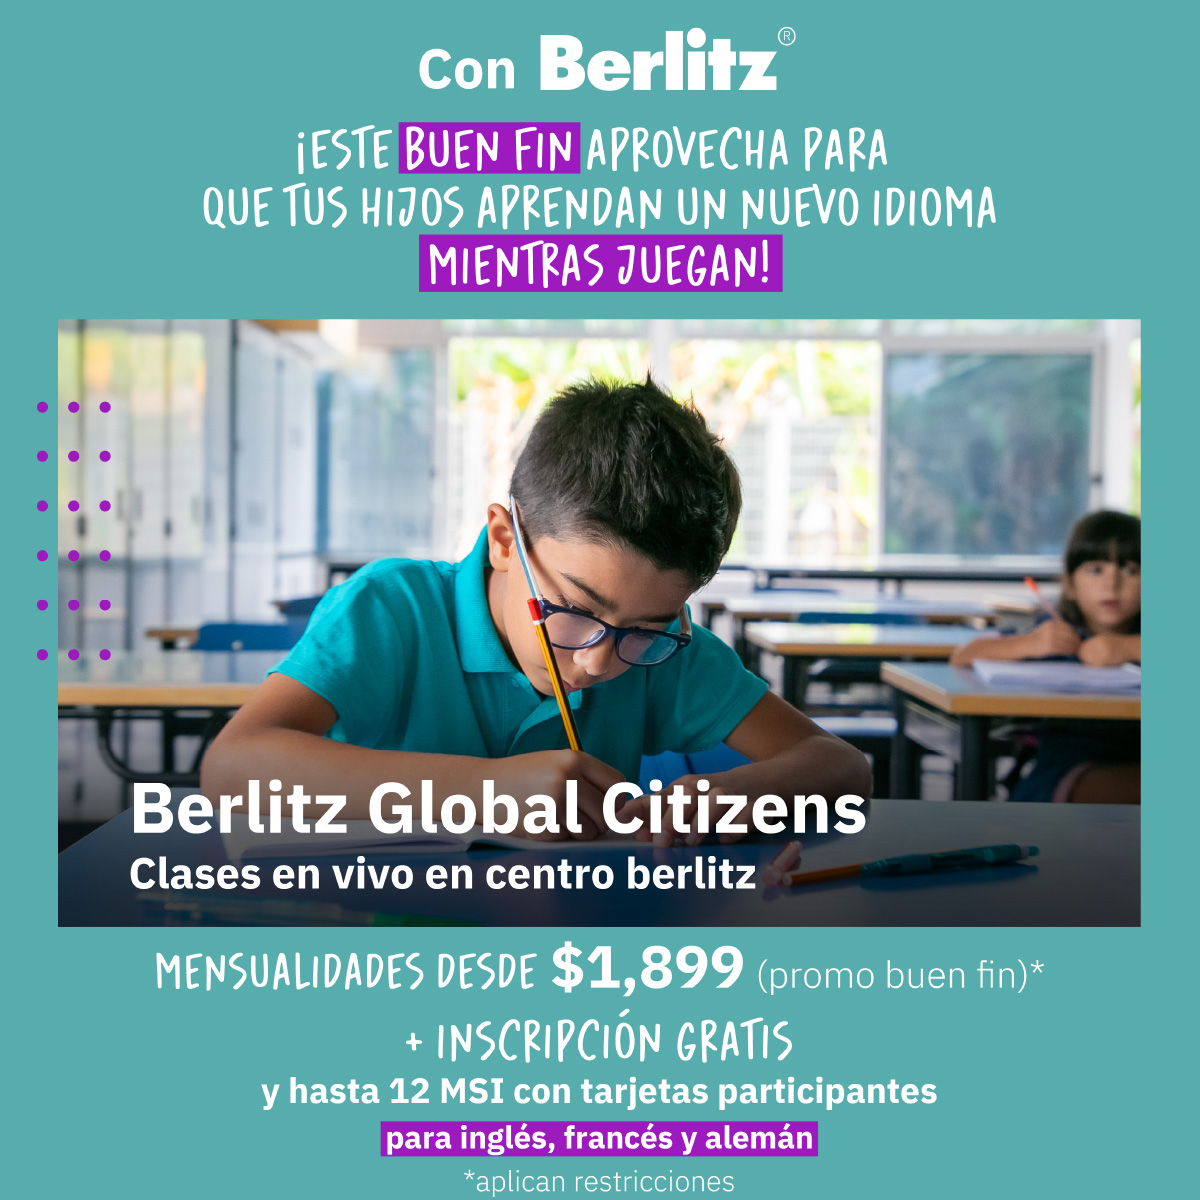 Con Berlitz®
¡ESTE BUEN FIN APROVECHA PARA
QUE TUS HIJOS APRENDAN UN NUEVO IDIOMA
MIENTRAS JUEGAN!
Berlitz Global Citizens
Clases en vivo en centro berlitz
MENSUALIDADES DESDE $1,899 (promo buen fin)*
+ INSCRIPCIÓN GRATIS
y hasta 12 MSI con tarjetas participantes
para inglés, francés y alemán
*aplican restricciones